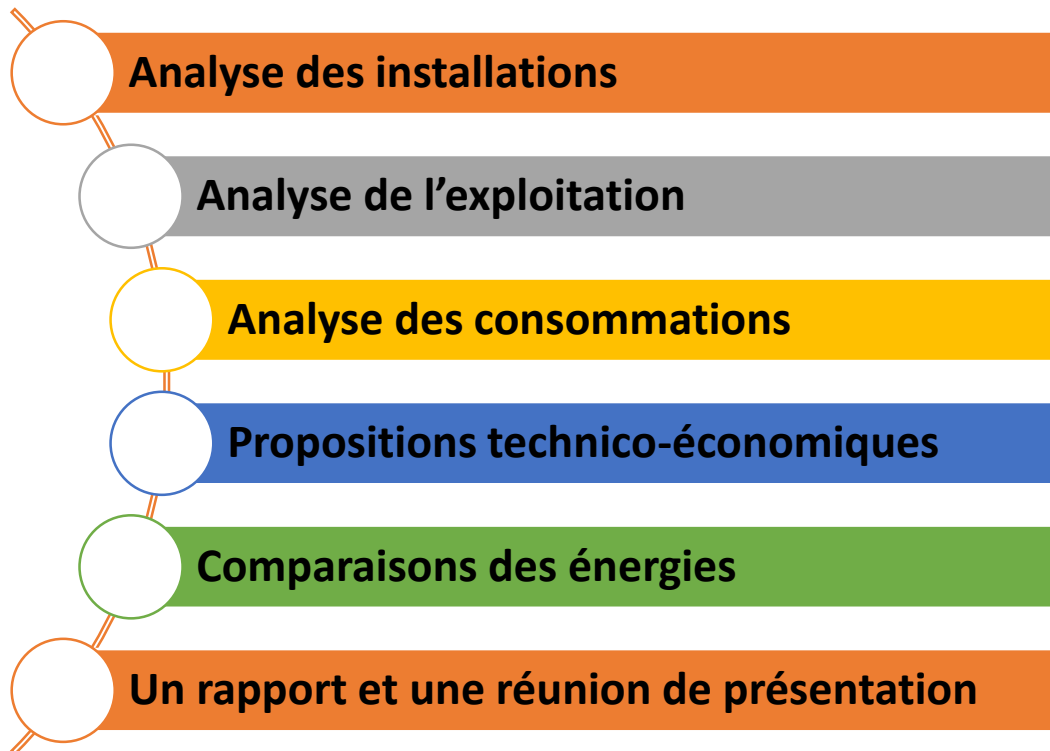 Analyse des installations
Analyse de l’exploitation
Analyse des consommations
Propositions technico-économiques
Comparaisons des énergies
Un rapport et une réunion de présentation